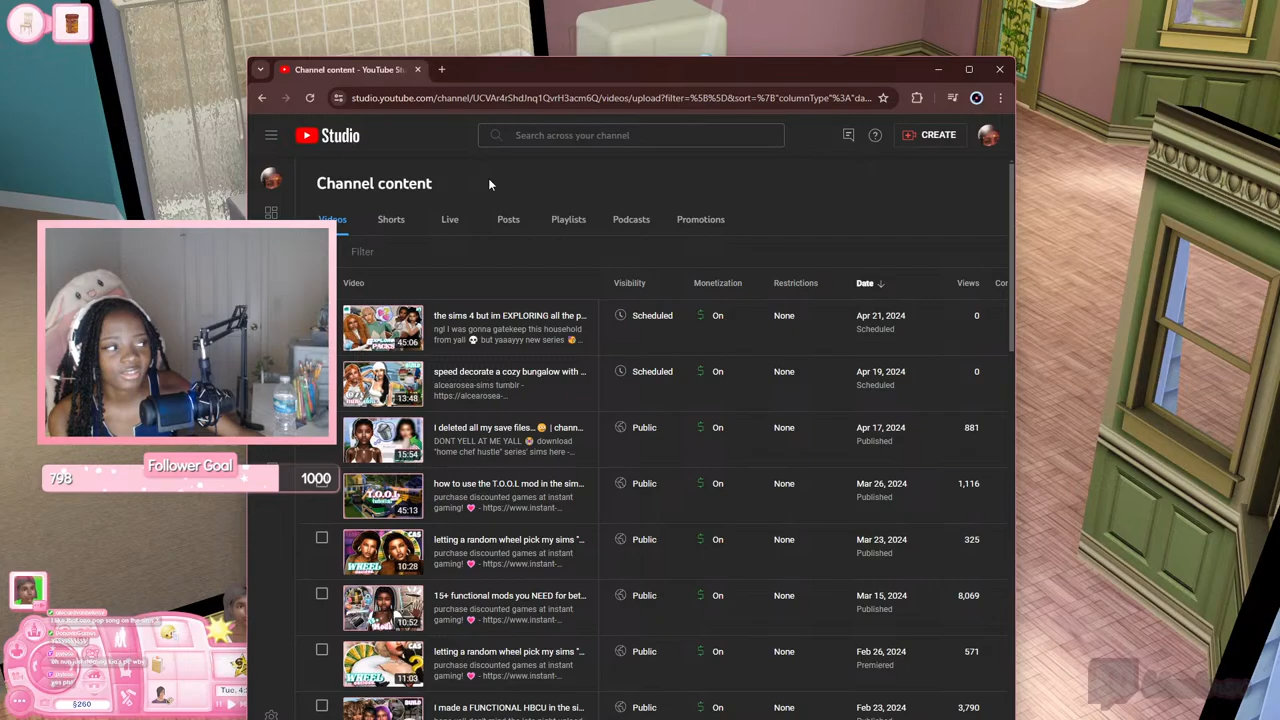 Channel content - YouTube St
studio.youtube.com/channel/UCVAr4rShdJnq1QvrH3acm6Q/videos/upload?filter=%5B%5D&sort=%7B"columnType"%3A"da...
Studio
Search across your channel
CREATE
Channel content
Videos
Shorts
Live
Posts
Playlists
Podcasts
Promotions
Filter
Video
Visibility
Monetization
Restrictions
Date
Views
the sims 4 but im EXPLORING all the p...
ngl I was gonna gatekeep this household
from yall 💀 but yaaayyy new series
45:06
Scheduled
On
None
Apr 21, 2024
Scheduled
0
speed decorate a cozy bungalow with ...
alcearosea-sims tumblr -
https://alcearosea-...
13:48
Scheduled
On
None
Apr 19, 2024
Scheduled
0
I deleted all my save files... | chann...
DONT YELL AT ME YALL 😭 download
"home chef hustle" series' sims here -...
15:54
Public
On
None
Apr 17, 2024
Published
881
how to use the T.O.O.L mod in the sim...
purchase discounted games at instant
gaming! 💗 - https://www.instant-...
T.O.O.L
45:13
Public
On
None
Mar 26, 2024
Published
1,116
letting a random wheel pick my sims "...
purchase discounted games at instant
gaming! 💗 - https://www.instant-...
CAS
WHEEL
10:28
Public
On
None
Mar 23, 2024
Published
325
15+ functional mods you NEED for bet...
purchase discounted games at instant
gaming! 💗 - https://www.instant-...
10:52
Public
On
None
Mar 15, 2024
Published
8,069
letting a random wheel pick my sims "...
purchase discounted games at instant
gaming! 💗 - https://www.instant-...
CAS
WHEEL
11:03
Public
On
None
Feb 26, 2024
Premiered
571
I made a FUNCTIONAL HBCU in the si...
BUILD
Public
On
None
Feb 23, 2024
3,790
Follower Goal
798
1000
§260
Tue. 4: